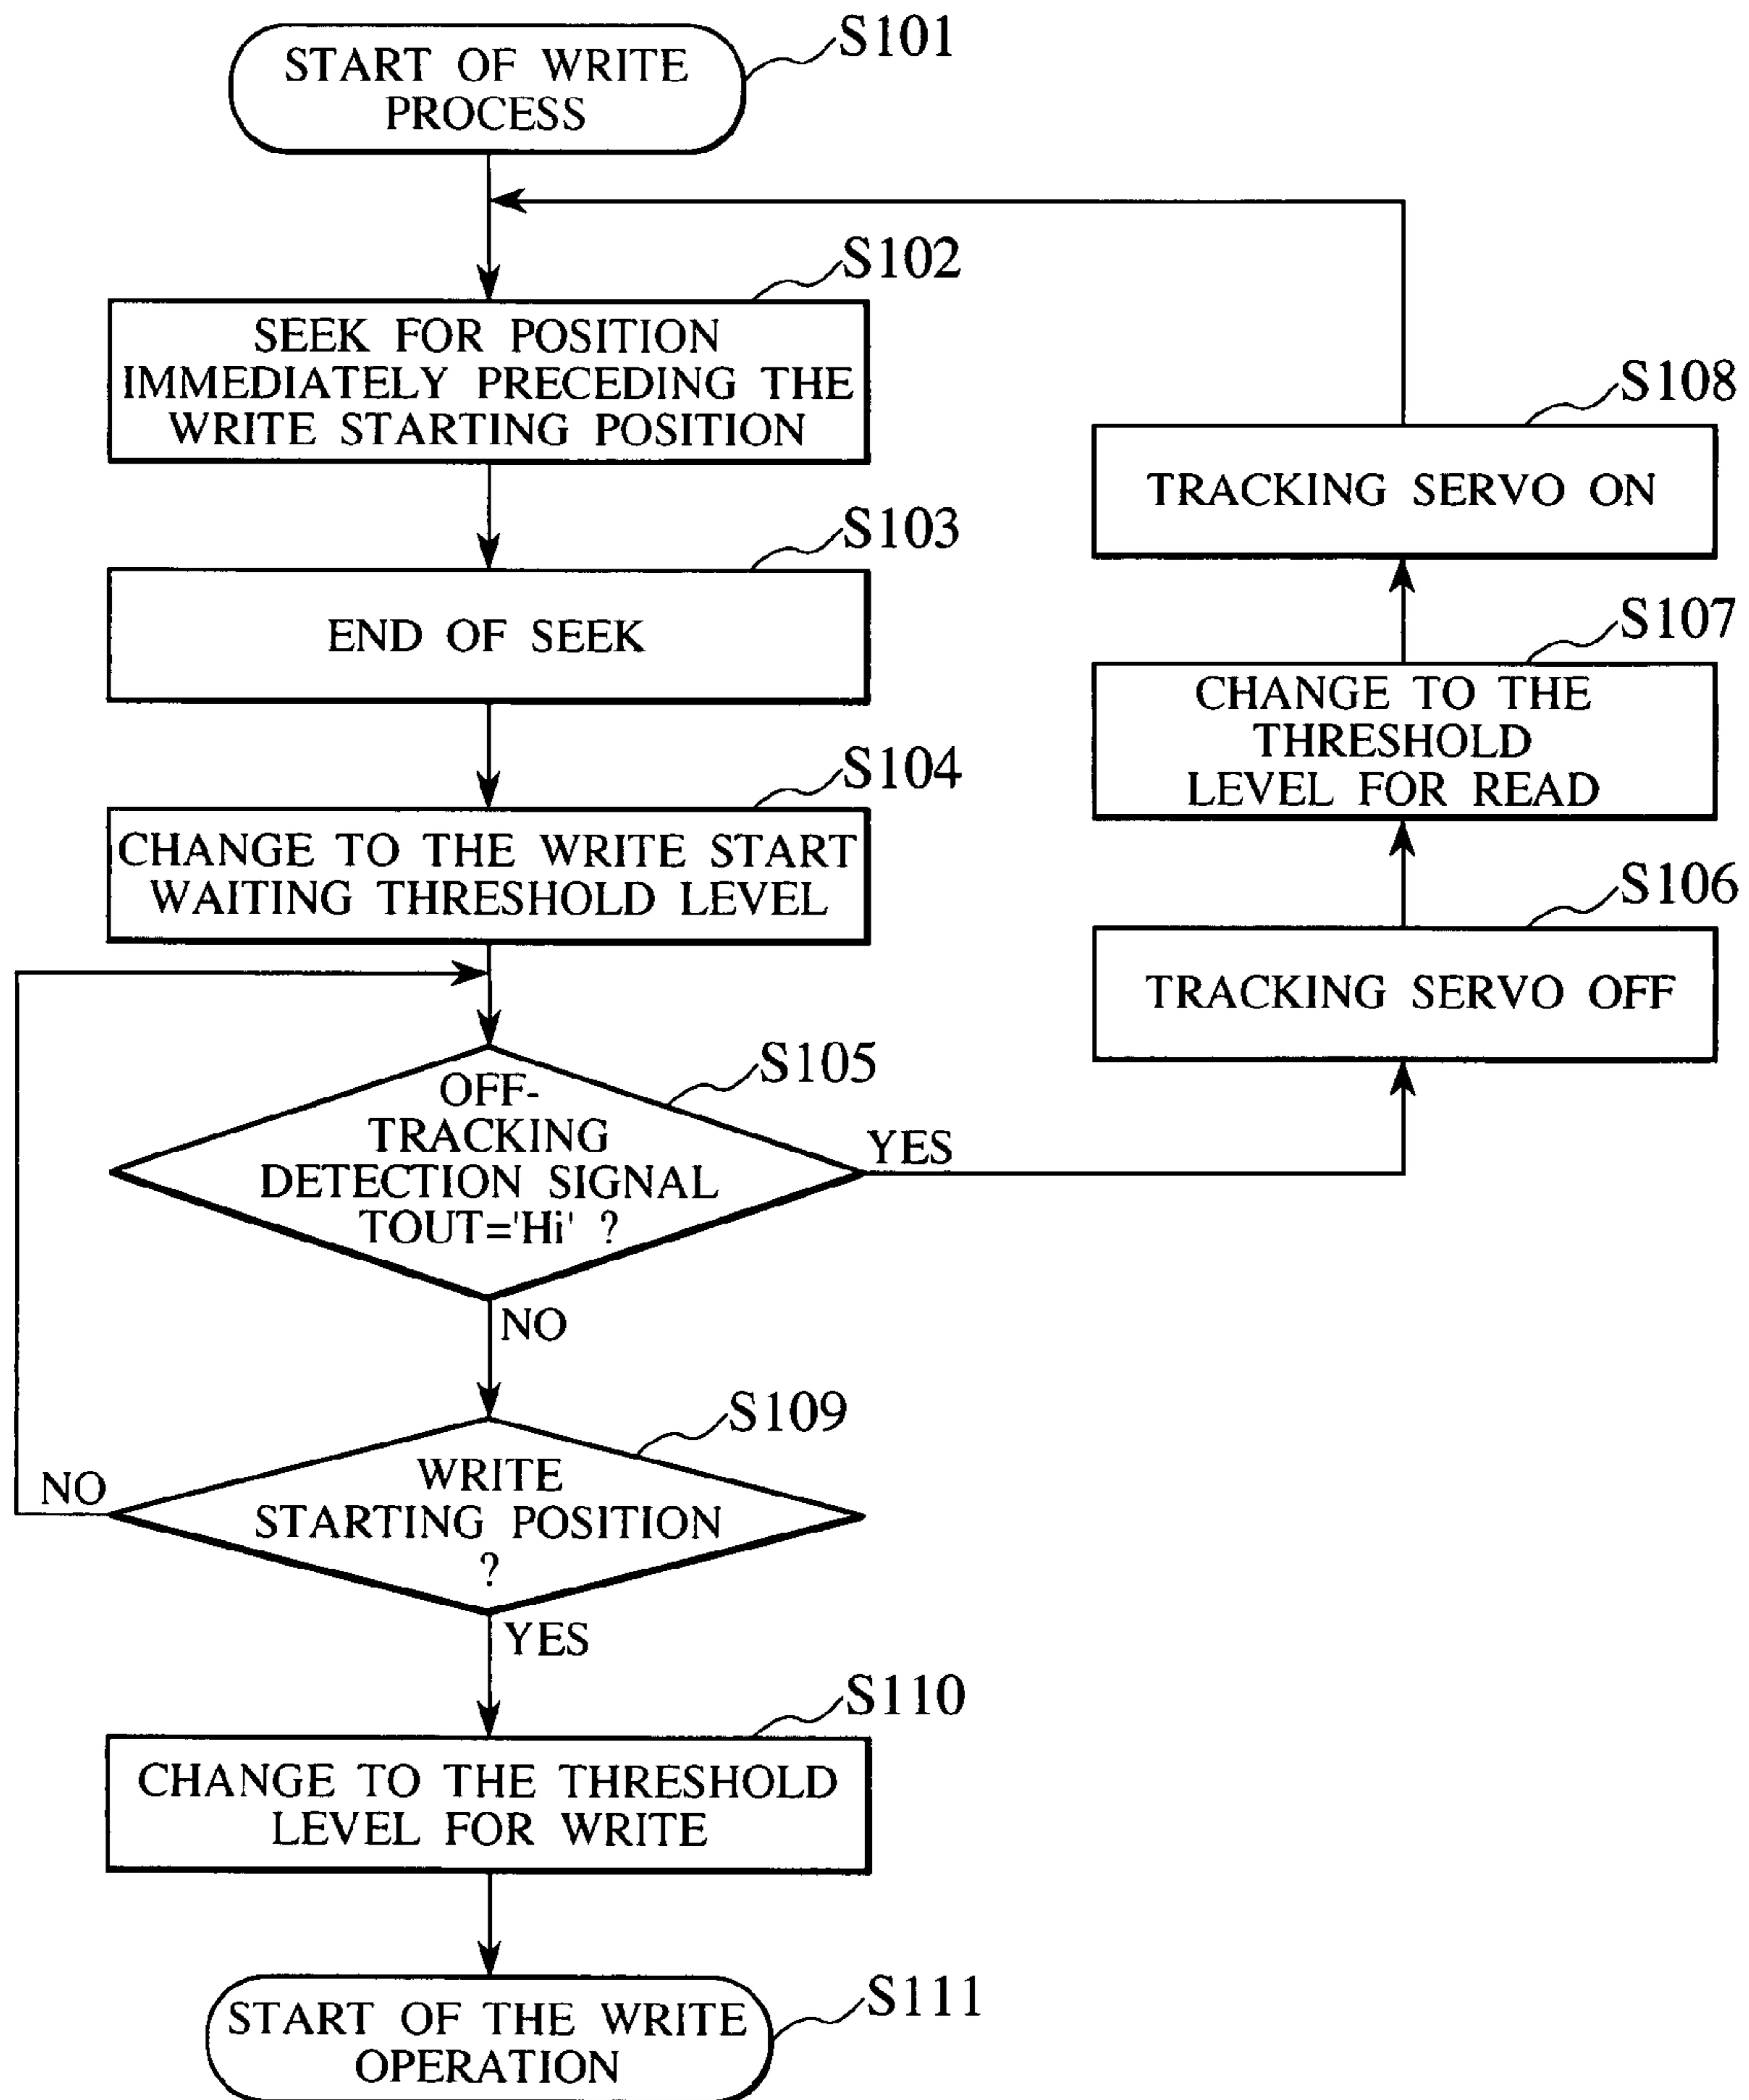 START OF WRITE
PROCESS
S101
S102
SEEK FOR POSITION
IMMEDIATELY PRECEDING THE
WRITE STARTING POSITION
S103
END OF SEEK
S104
CHANGE TO THE WRITE START
WAITING THRESHOLD LEVEL
S105
OFF-
TRACKING
DETECTION SIGNAL
TOUT='Hi' ?
YES
NO
S106
TRACKING SERVO OFF
S107
CHANGE TO THE
THRESHOLD
LEVEL FOR READ
S108
TRACKING SERVO ON
S109
WRITE
STARTING POSITION
?
NO
YES
S110
CHANGE TO THE THRESHOLD
LEVEL FOR WRITE
S111
START OF THE WRITE
OPERATION